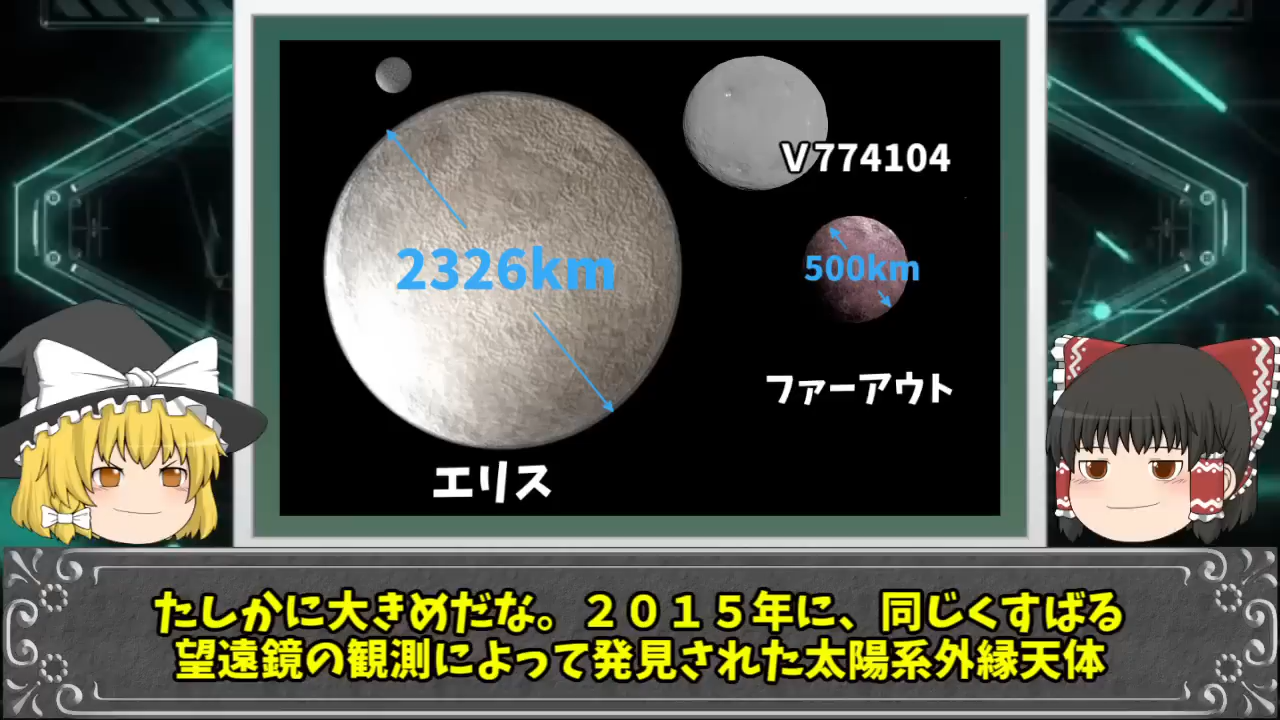 V774104
2326km
500km
ファーアウト
エリス
たしかに大きめだな。２０１５年に、同じくすばる
望遠鏡の観測によって発見された太陽系外縁天体